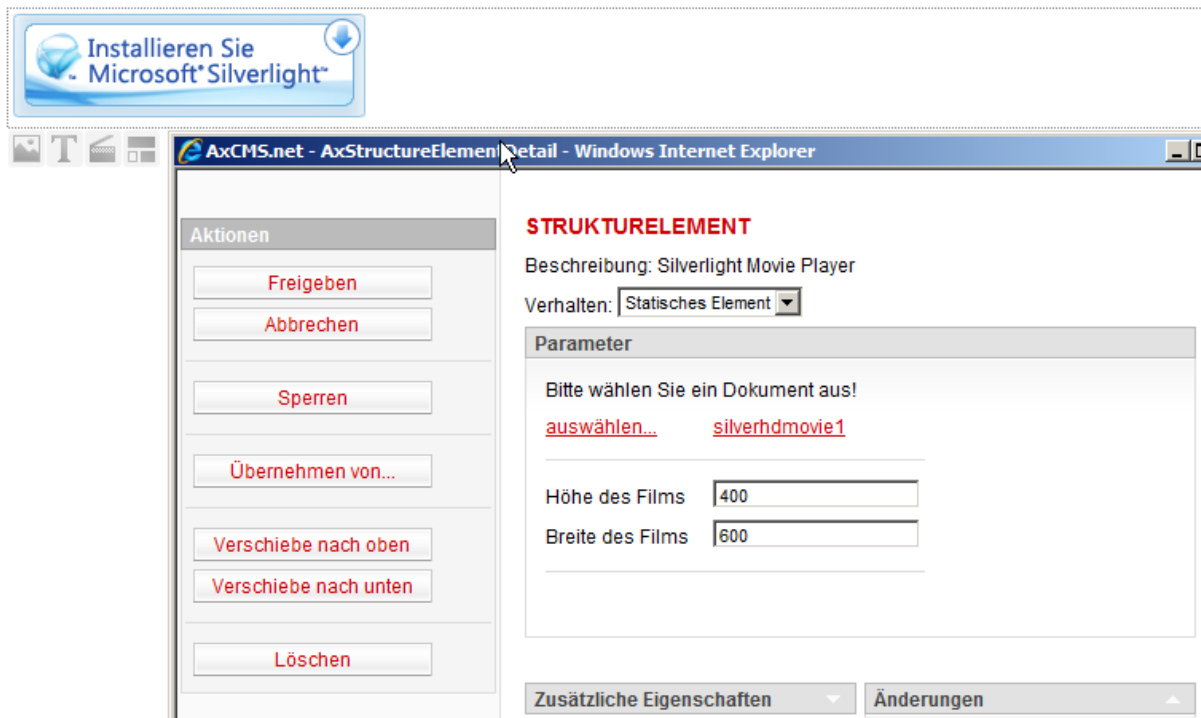 Installieren Sie
Microsoft® Silverlight™
AxCMS.net - AxStructureElementDetail - Windows Internet Explorer
Aktionen
Freigeben
Abbrechen
Sperren
Übernehmen von...
Verschiebe nach oben
Verschiebe nach unten
Löschen
STRUKTURELEMENT
Beschreibung: Silverlight Movie Player
Verhalten: Statisches Element
Parameter
Bitte wählen Sie ein Dokument aus!
auswählen... silverhdmovie1
Höhe des Films 400
Breite des Films 600
Zusätzliche Eigenschaften
Änderungen